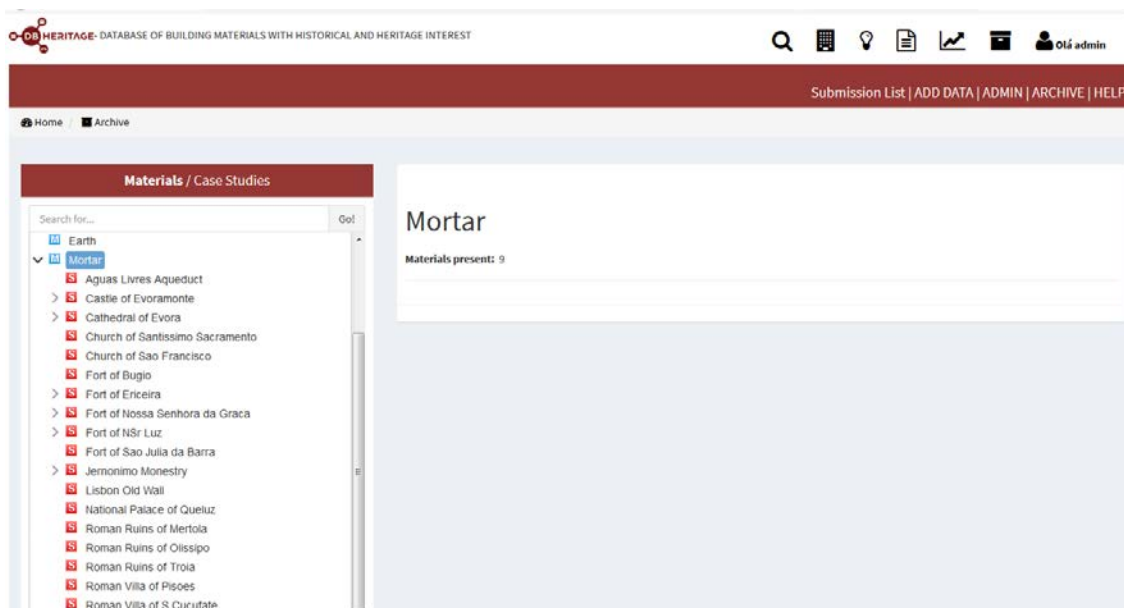 DB HERITAGE- DATABASE OF BUILDING MATERIALS WITH HISTORICAL AND HERITAGE INTEREST
Olá admin
Submission List | ADD DATA | ADMIN | ARCHIVE | HELP
Home / Archive
Materials / Case Studies
Search for... Go!
M Earth
M Mortar
S Aguas Livres Aqueduct
S Castle of Evoramonte
S Cathedral of Evora
S Church of Santissimo Sacramento
S Church of Sao Francisco
S Fort of Bugio
S Fort of Ericeira
S Fort of Nossa Senhora da Graca
S Fort of NSr Luz
S Fort of Sao Julia da Barra
S Jernonimo Monestry
S Lisbon Old Wall
S National Palace of Queluz
S Roman Ruins of Mertola
S Roman Ruins of Olissipo
S Roman Ruins of Troia
S Roman Villa of Pisoes
S Roman Villa of S.Cucufate
Mortar
Materials present: 9